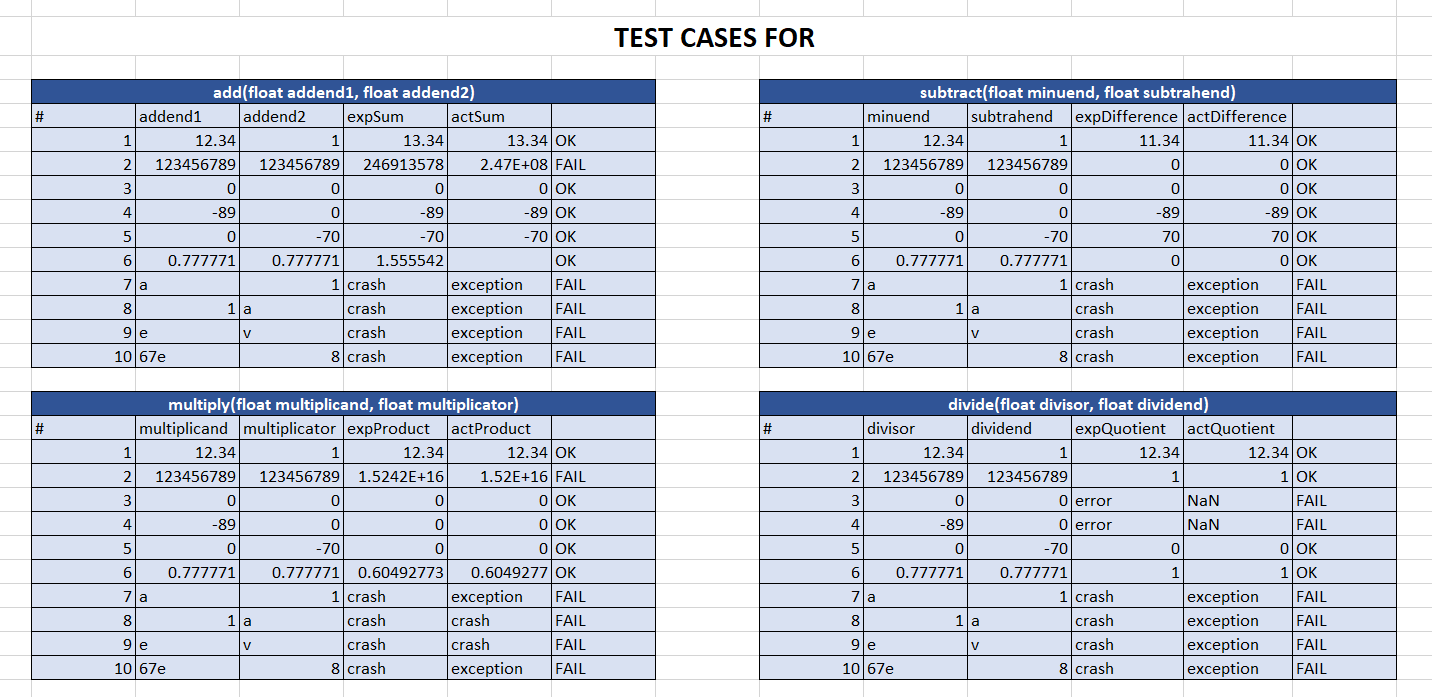 TEST CASES FOR
add(float addend1, float addend2)
# addend1 addend2 expSum actSum
1 12.34 1 13.34 13.34 OK
2 123456789 123456789 246913578 2.47E+08 FAIL
3 0 0 0 0 OK
4 -89 0 -89 -89 OK
5 0 -70 -70 -70 OK
6 0.777771 0.777771 1.555542 OK
7 a 1 crash exception FAIL
8 1 a crash exception FAIL
9 e v crash exception FAIL
10 67e 8 crash exception FAIL
subtract(float minuend, float subtrahend)
# minuend subtrahend expDifference actDifference
1 12.34 1 11.34 11.34 OK
2 123456789 123456789 0 0 OK
3 0 0 0 0 OK
4 -89 0 -89 -89 OK
5 0 -70 70 70 OK
6 0.777771 0.777771 0 0 OK
7 a 1 crash exception FAIL
8 1 a crash exception FAIL
9 e v crash exception FAIL
10 67e 8 crash exception FAIL
multiply(float multiplicand, float multiplicator)
# multiplicand multiplicator expProduct actProduct
1 12.34 1 12.34 12.34 OK
2 123456789 123456789 1.5242E+16 1.52E+16 FAIL
3 0 0 0 0 OK
4 -89 0 0 0 OK
5 0 -70 0 0 OK
6 0.777771 0.777771 0.60492773 0.6049277 OK
7 a 1 crash exception FAIL
8 1 a crash crash FAIL
9 e v crash crash FAIL
10 67e 8 crash exception FAIL
divide(float divisor, float dividend)
# divisor dividend expQuotient actQuotient
1 12.34 1 12.34 12.34 OK
2 123456789 123456789 1 1 OK
3 0 0 error NaN FAIL
4 -89 0 error NaN FAIL
5 0 -70 0 0 OK
6 0.777771 0.777771 1 1 OK
7 a 1 crash exception FAIL
8 1 a crash exception FAIL
9 e v crash exception FAIL
10 67e 8 crash exception FAIL